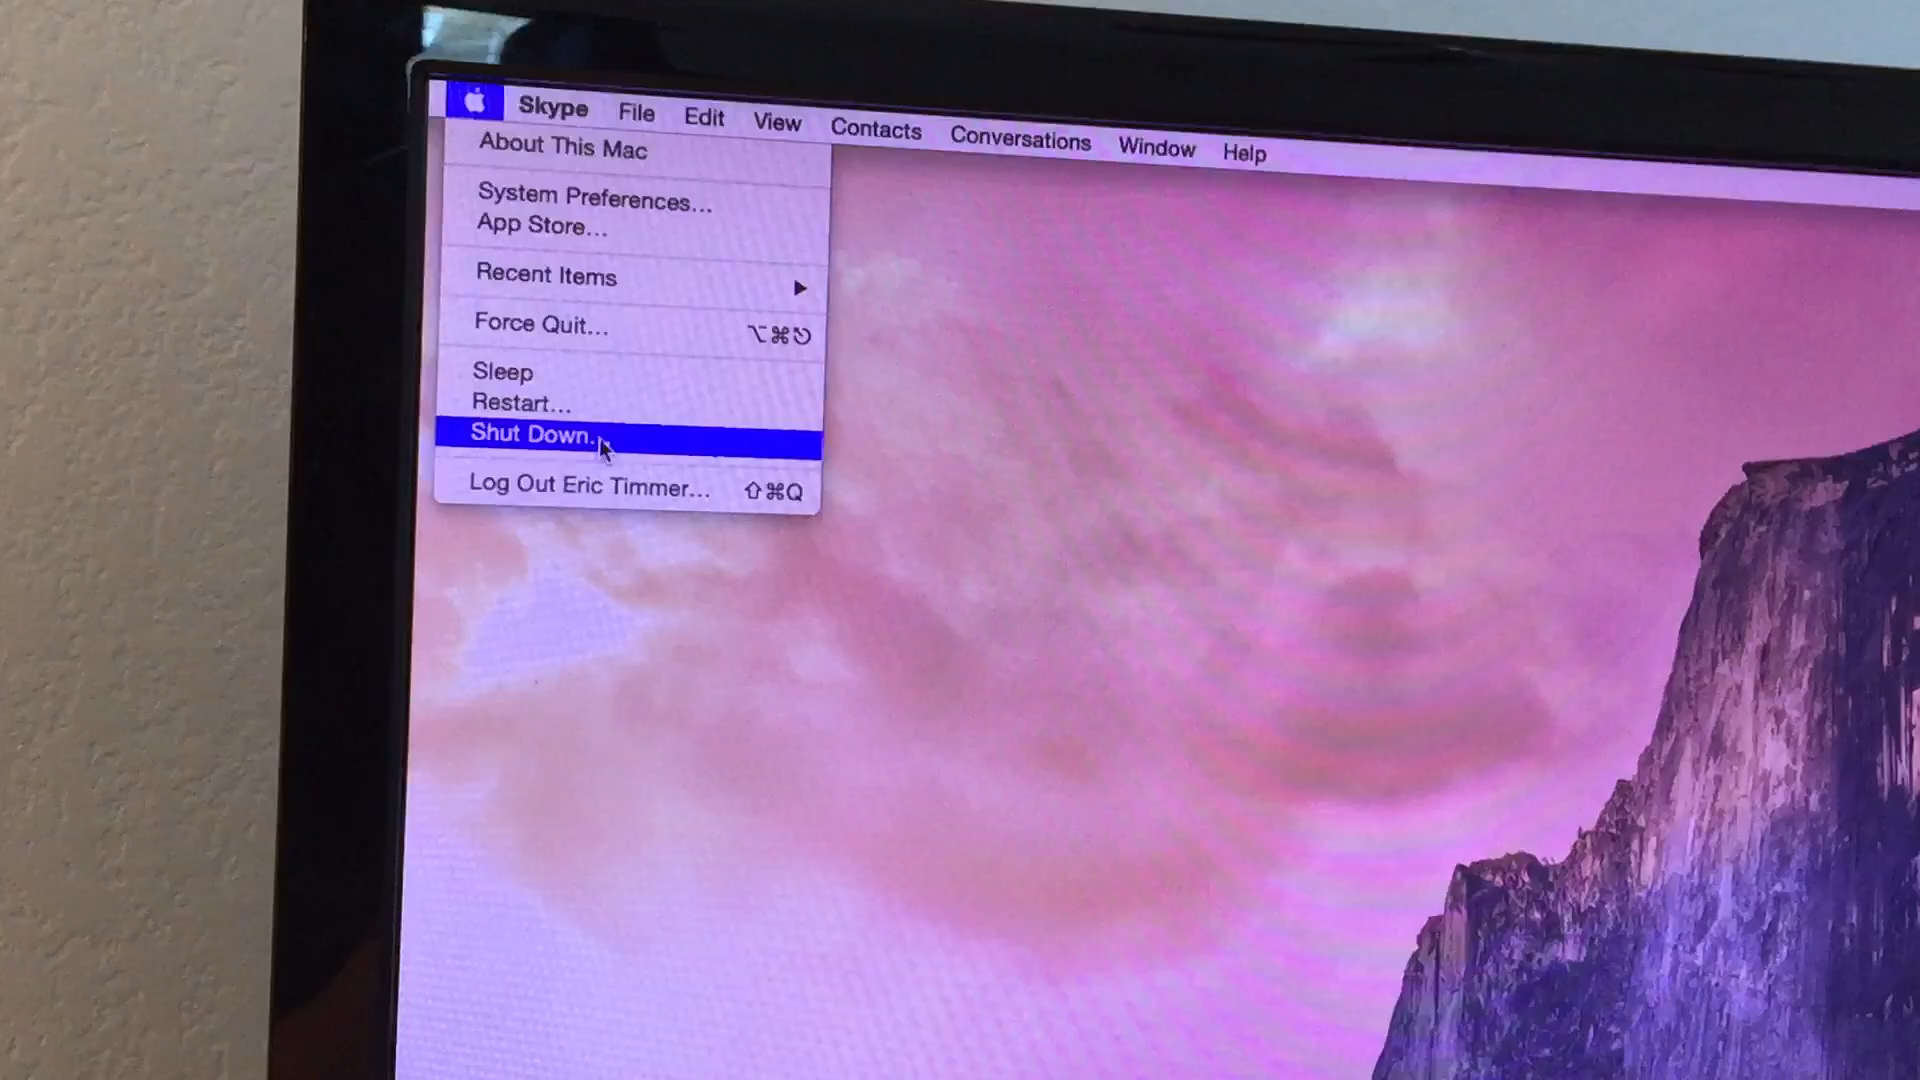 Skype File Edit View Contacts Conversations Window Help
About This Mac
System Preferences...
App Store...
Recent Items ▶
Force Quit... ⌥⌘⎋
Sleep
Restart...
Shut Down..
Log Out Eric Timmer... ⇧⌘Q